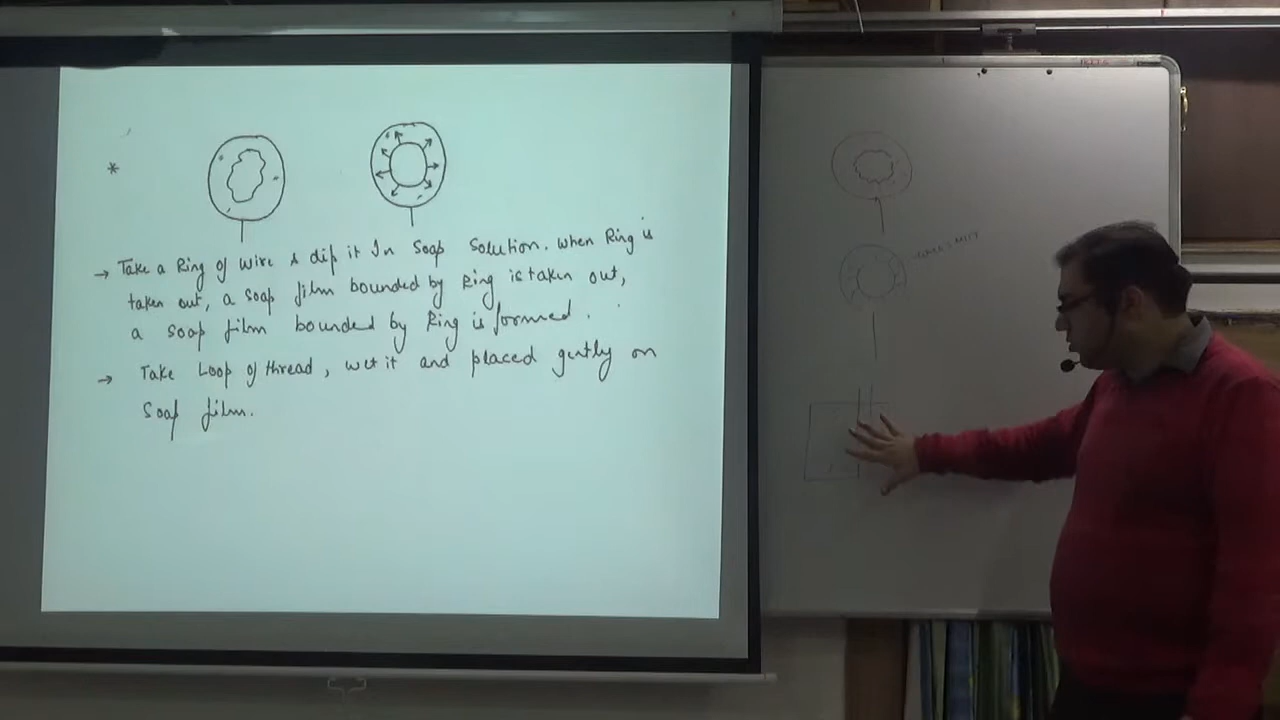 *
→ Take a Ring of wire & dip it In Soap Solution. When Ring is
taken out, a soap film bounded by Ring is taken out,
a soap film bounded by Ring is formed.
→ Take Loop of thread, wet it and placed gently on
Soap film.